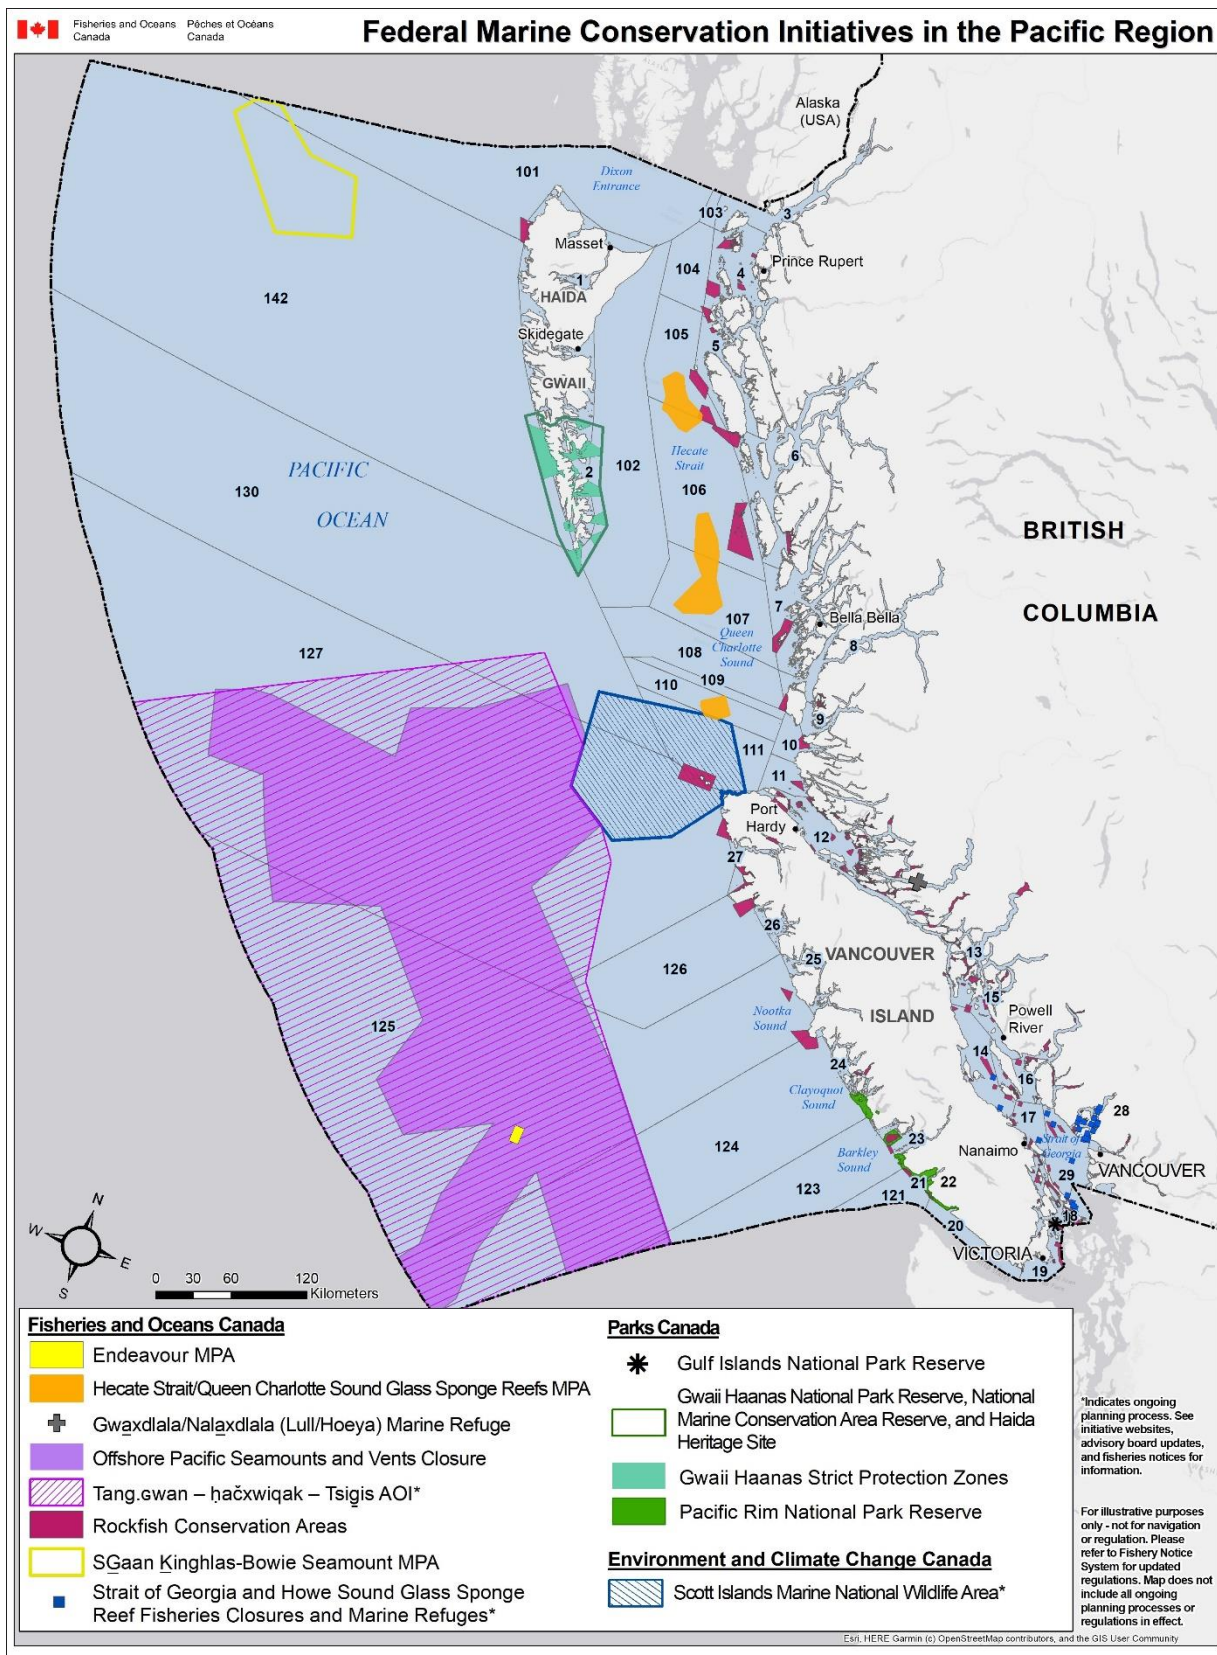 Fisheries and Oceans Canada
Pêches et Océans Canada
Federal Marine Conservation Initiatives in the Pacific Region
Alaska (USA)
101
Dixon Entrance
103
3
Masset
104
4
Prince Rupert
1
HAIDA
142
105
5
Skidegate
GWAII
PACIFIC OCEAN
130
2
102
Hecate Strait
6
106
BRITISH COLUMBIA
107
7
Bella Bella
Queen Charlotte Sound
8
127
108
109
110
9
111
10
11
Port Hardy
12
27
26
25
VANCOUVER ISLAND
13
126
15
Nootka Sound
Powell River
125
14
24
16
Clayoquot Sound
17
28
124
23
Nanaimo
Strait of Georgia
Barkley Sound
VANCOUVER
21
22
29
123
121
20
18
VICTORIA
19
N
W
E
S
0 30 60 120
Kilometers
Fisheries and Oceans Canada
Endeavour MPA
Hecate Strait/Queen Charlotte Sound Glass Sponge Reefs MPA
Gwa̱xdlala/Nala̱xdlala (Lull/Hoeya) Marine Refuge
Offshore Pacific Seamounts and Vents Closure
Tang.ɢwan – ḥačxwiqak – Tsig̱is AOI*
Rockfish Conservation Areas
SG̱aan Ḵinghlas-Bowie Seamount MPA
Strait of Georgia and Howe Sound Glass Sponge
Reef Fisheries Closures and Marine Refuges*
Parks Canada
Gulf Islands National Park Reserve
Gwaii Haanas National Park Reserve, National
Marine Conservation Area Reserve, and Haida
Heritage Site
Gwaii Haanas Strict Protection Zones
Pacific Rim National Park Reserve
Environment and Climate Change Canada
Scott Islands Marine National Wildlife Area*
*Indicates ongoing
planning process. See
initiative websites,
advisory board updates,
and fisheries notices for
information.
For illustrative purposes
only - not for navigation
or regulation. Please
refer to Fishery Notice
System for updated
regulations. Map does not
include all ongoing
planning processes or
regulations in effect.
Esri, HERE Garmin (c) OpenStreetMap contributors, and the GIS User Community